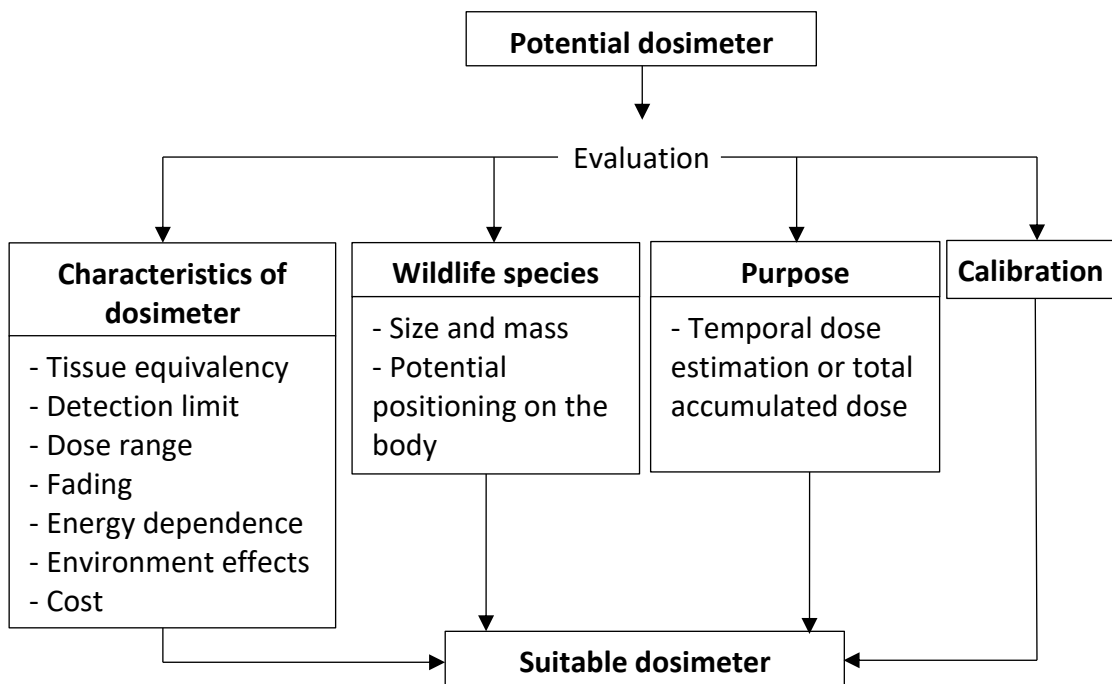 Potential dosimeter
Evaluation
Characteristics of
dosimeter
- Tissue equivalency
- Detection limit
- Dose range
- Fading
- Energy dependence
- Environment effects
- Cost
Wildlife species
- Size and mass
- Potential
positioning on the
body
Purpose
- Temporal dose
estimation or total
accumulated dose
Calibration
Suitable dosimeter